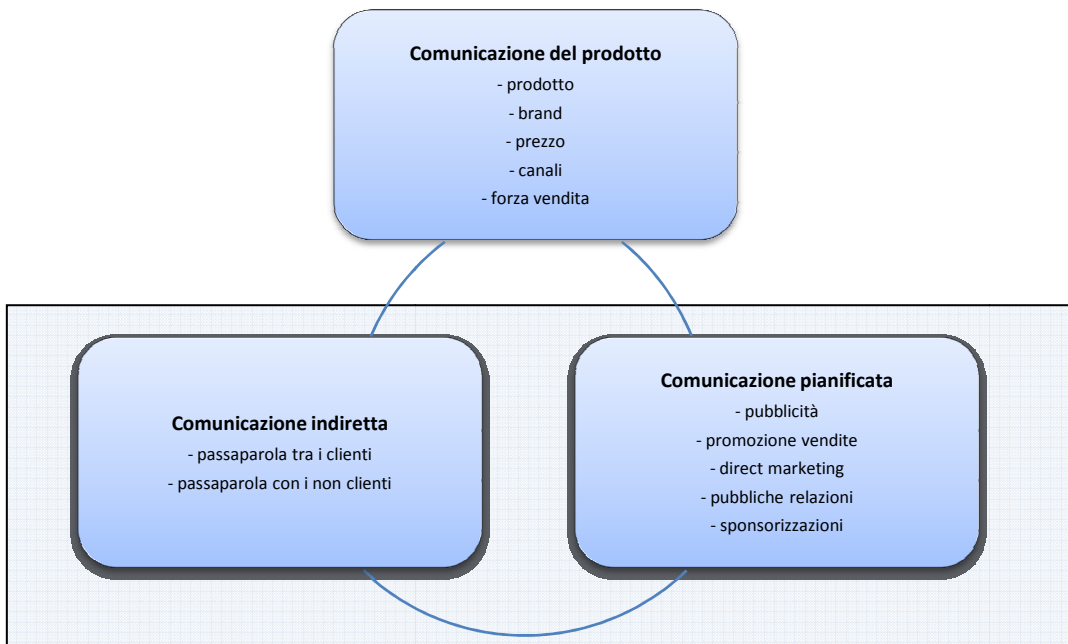 Comunicazione del prodotto
- prodotto
- brand
- prezzo
- canali
- forza vendita
Comunicazione indiretta
- passaparola tra i clienti
- passaparola con i non clienti
Comunicazione pianificata
- pubblicità
- promozione vendite
- direct marketing
- pubbliche relazioni
- sponsorizzazioni